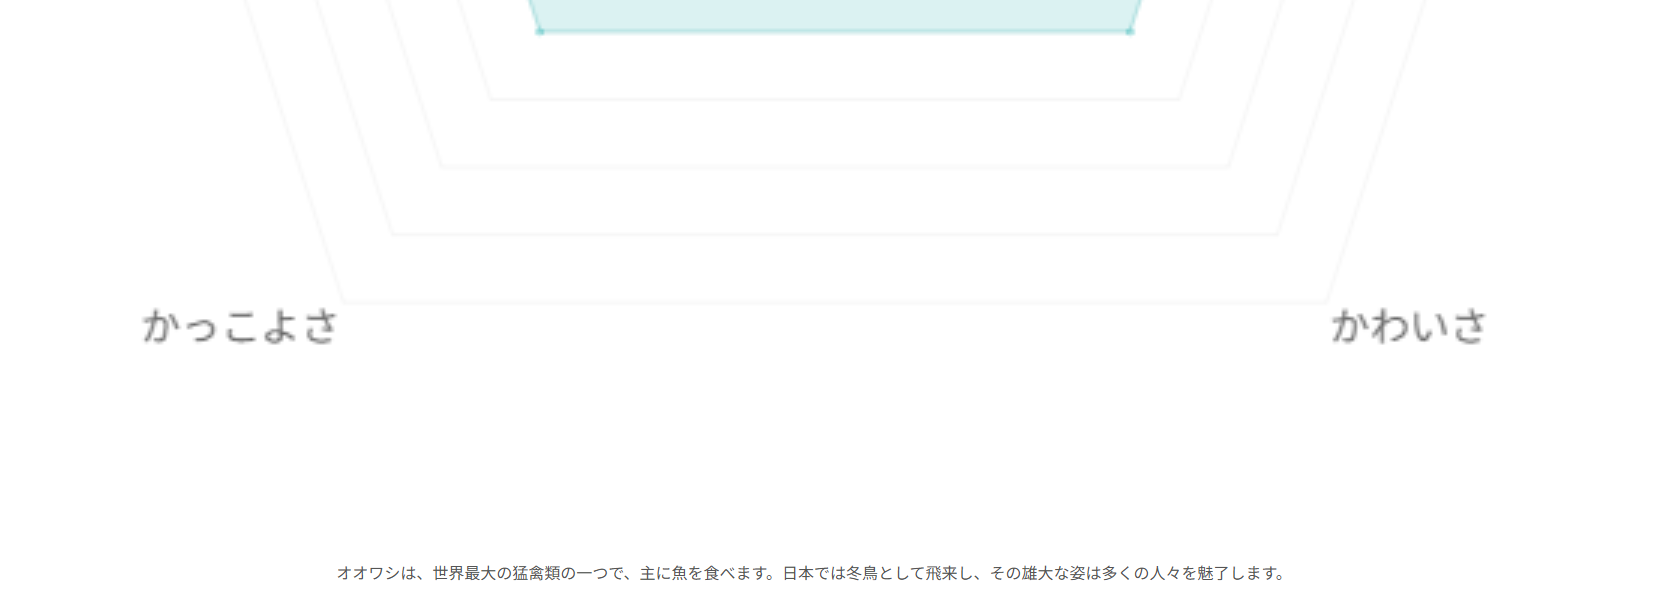 かっこよさ
かわいさ
オオワシは、世界最大の猛禽類の一つで、主に魚を食べます。日本では冬鳥として飛来し、その雄大な姿は多くの人々を魅了します。